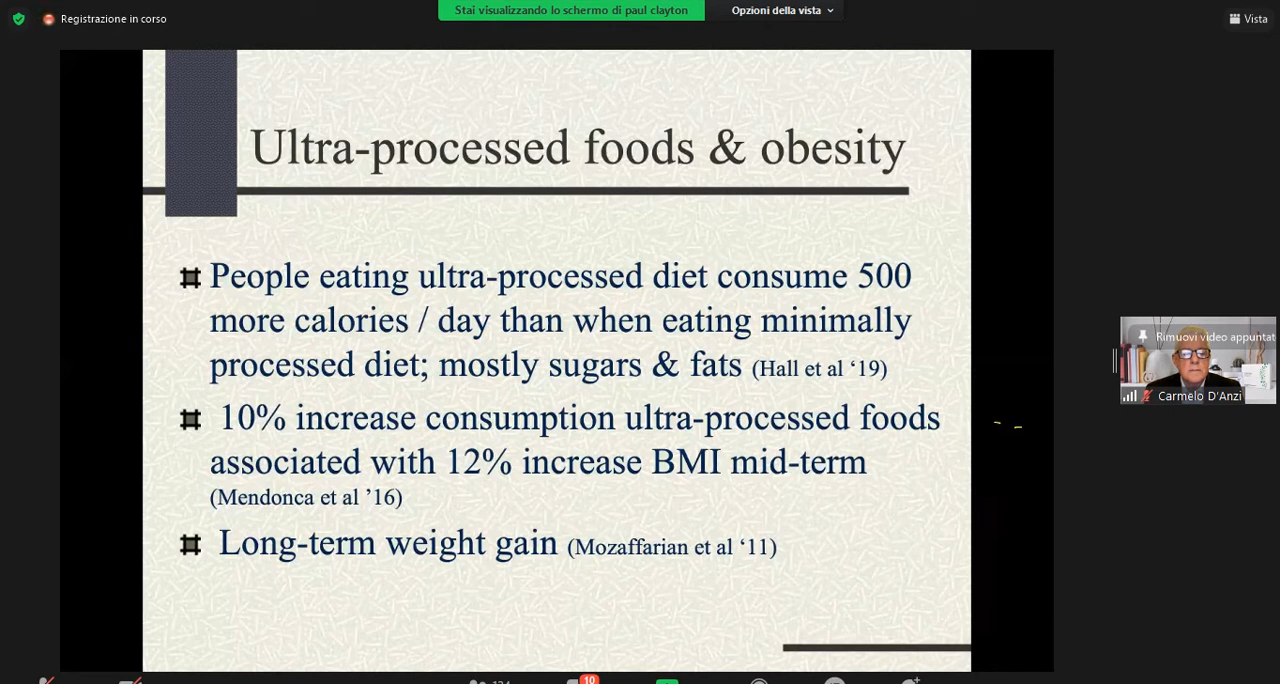 Registrazione in corso
Stai visualizzando lo schermo di paul clayton
Opzioni della vista
Vista
Ultra-processed foods & obesity
People eating ultra-processed diet consume 500
more calories / day than when eating minimally
processed diet; mostly sugars & fats (Hall et al ‘19)
10% increase consumption ultra-processed foods
associated with 12% increase BMI mid-term
(Mendonca et al ’16)
Long-term weight gain (Mozaffarian et al ‘11)
Rimuovi video appuntat
Carmelo D'Anzi
10